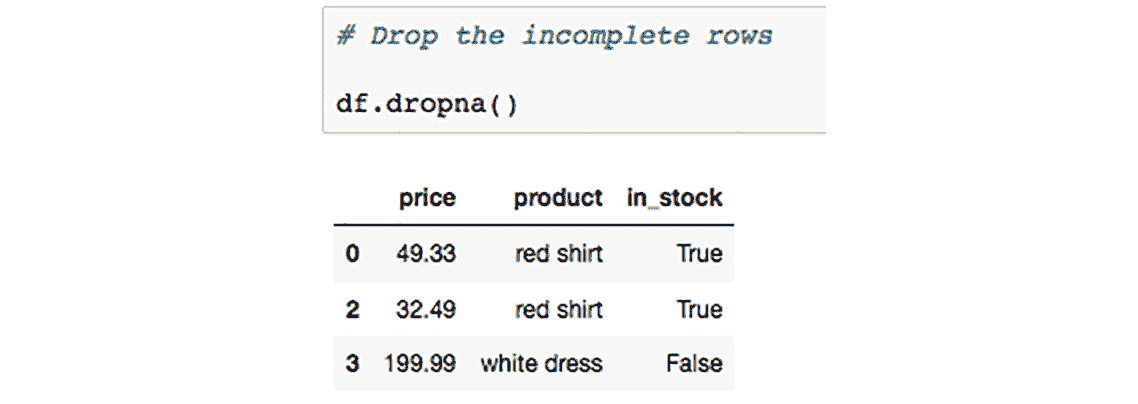 # Drop the incomplete rows
df.dropna()
price product in_stock
0 49.33 red shirt True
2 32.49 red shirt True
3 199.99 white dress False